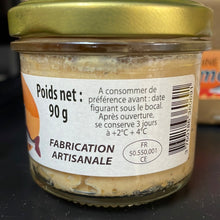 Poids net :
90 g
A consommer de
préférence avant : date
figurant sous le bocal.
Après ouverture,
se conserve 3 jours
à +2°C + 4°C
FABRICATION
ARTISANALE
FR
50.550.001
CE